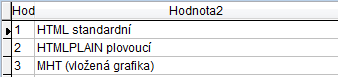 Hod Hodnota2
1 HTML standardní
2 HTMLPLAIN plovoucí
3 MHT (vložená grafika)